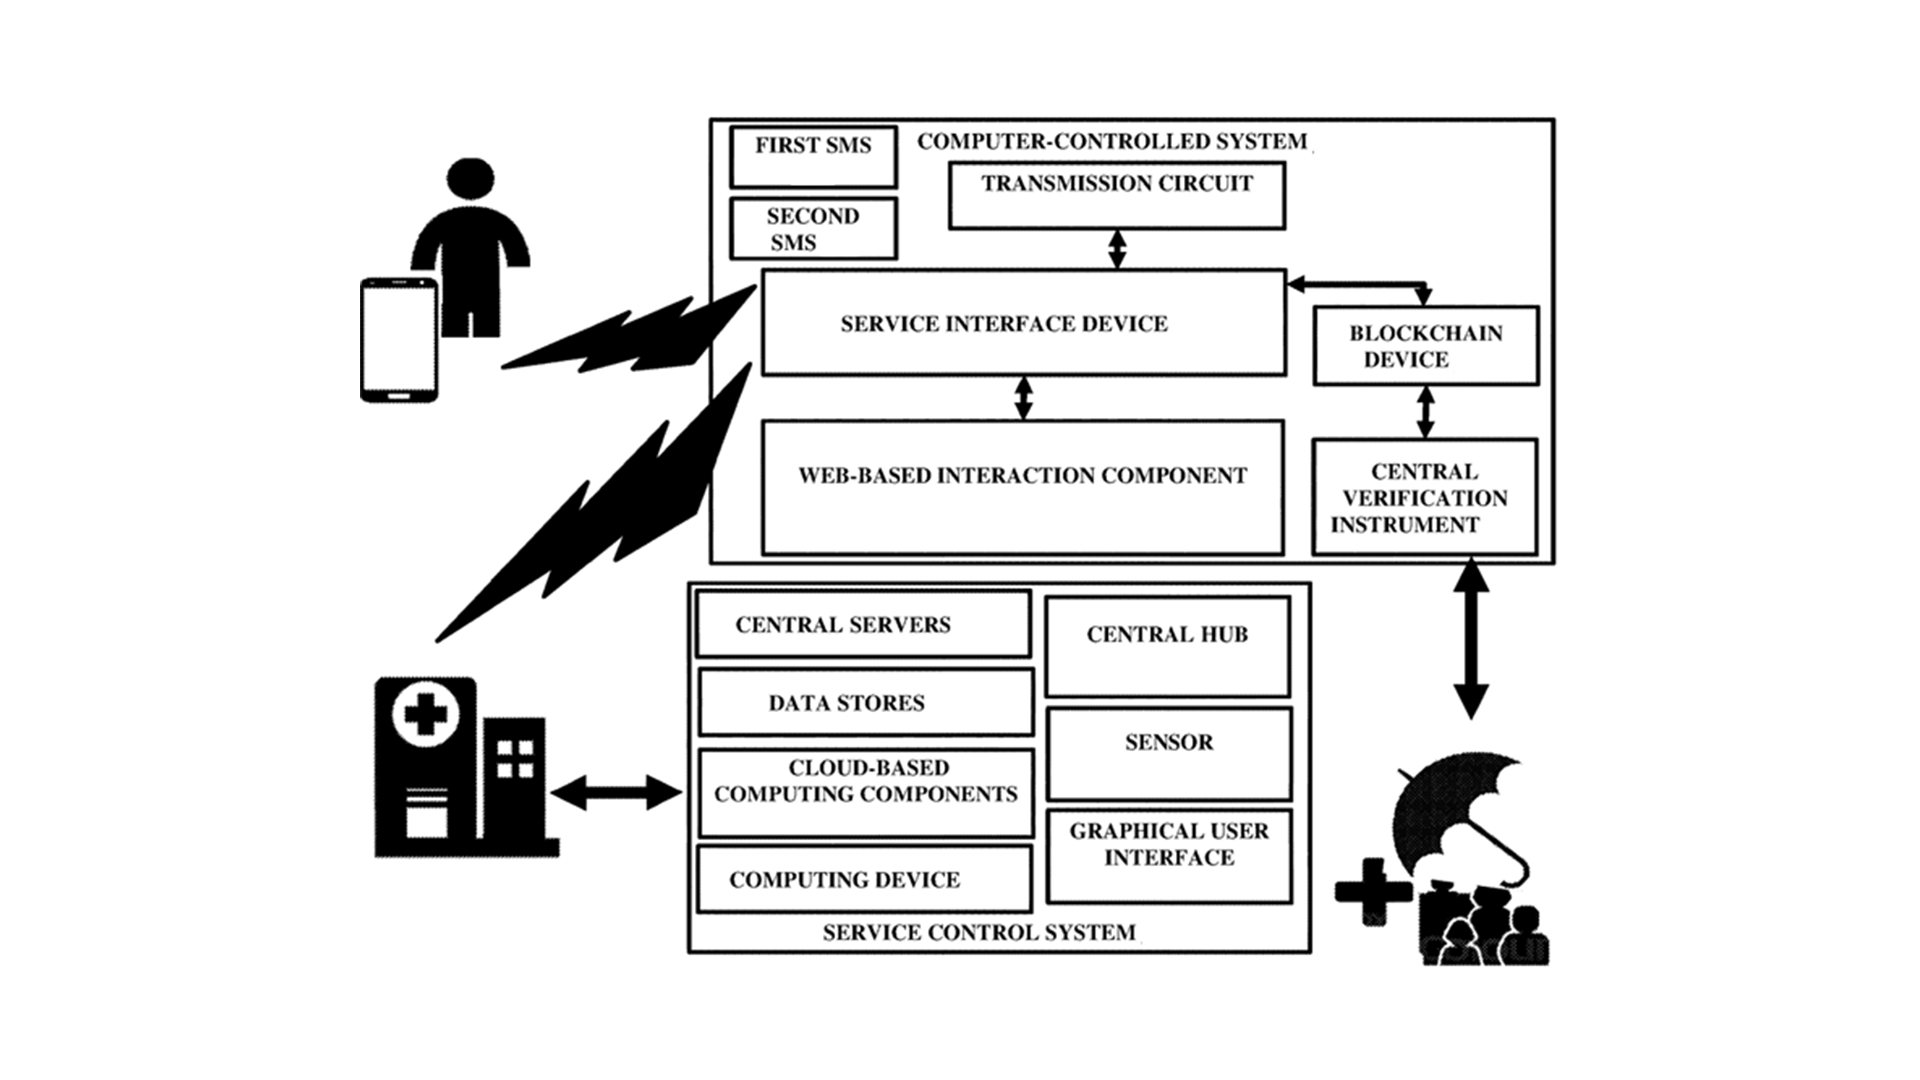 FIRST SMS
COMPUTER-CONTROLLED SYSTEM
TRANSMISSION CIRCUIT
SECOND
SMS
SERVICE INTERFACE DEVICE
BLOCKCHAIN
DEVICE
WEB-BASED INTERACTION COMPONENT
CENTRAL
VERIFICATION
INSTRUMENT
CENTRAL SERVERS
CENTRAL HUB
DATA STORES
SENSOR
CLOUD-BASED
COMPUTING COMPONENTS
GRAPHICAL USER
INTERFACE
COMPUTING DEVICE
SERVICE CONTROL SYSTEM